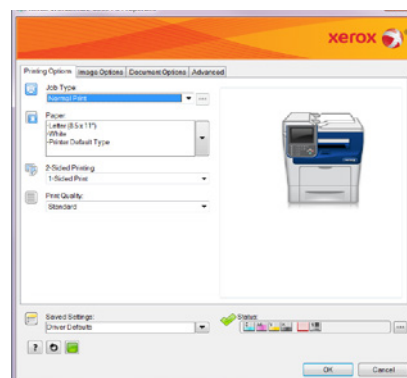 xerox
Printing Options Image Options Document Options Advanced
Job Type
Normal Print
Paper:
-Letter (8.5 x 11")
-White
-Printer Default Type
2-Sided Printing
1-Sided Print
Print Quality:
Standard
Saved Settings:
Driver Defaults
Status:
?
OK Cancel